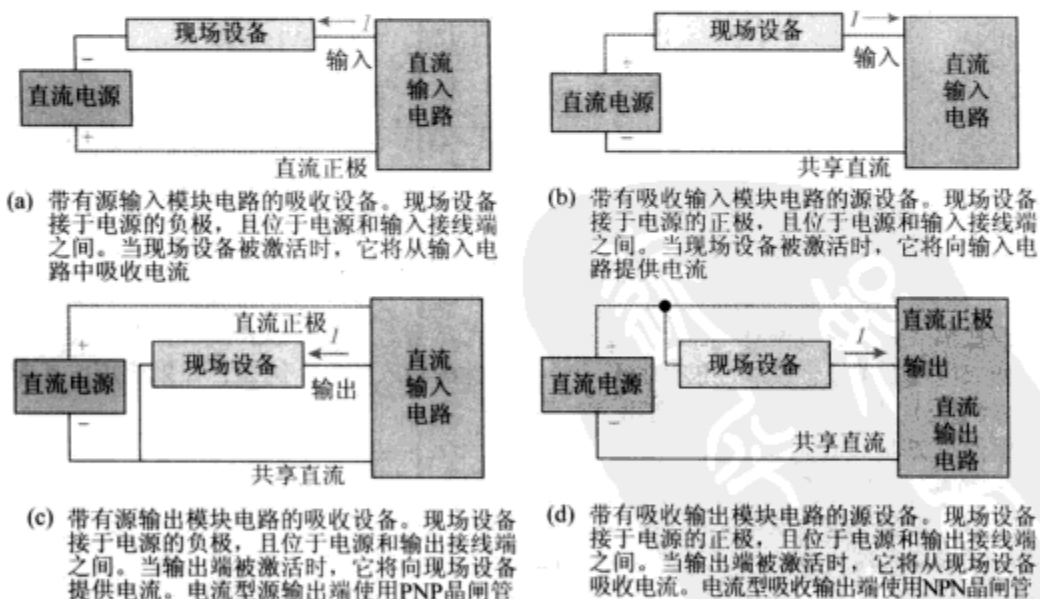 现场设备
I
输入
直流
输入
电路
−
直流电源
+
直流正极
(a) 带有源输入模块电路的吸收设备。现场设备
接于电源的负极，且位于电源和输入接线端
之间。当现场设备被激活时，它将从输入电
路中吸收电流
现场设备
I
输入
直流
输入
电路
+
直流电源
−
共享直流
(b) 带有吸收输入模块电路的源设备。现场设备
接于电源的正极，且位于电源和输入接线端
之间。当现场设备被激活时，它将向输入电
路提供电流
直流正极
I
+
现场设备
直流电源
输出
直流
输入
电路
−
共享直流
(c) 带有源输出模块电路的吸收设备。现场设备
接于电源的负极，且位于电源和输出接线端
之间。当输出端被激活时，它将向现场设备
提供电流。电流型源输出端使用PNP晶闸管
直流正极
I
+
现场设备
输出
直流电源
直流
输出
电路
−
共享直流
(d) 带有吸收输出模块电路的源设备。现场设备
接于电源的正极，且位于电源和输出接线端
之间。当输出端被激活时，它将从现场设备
吸收电流。电流型吸收输出端使用NPN晶闸管